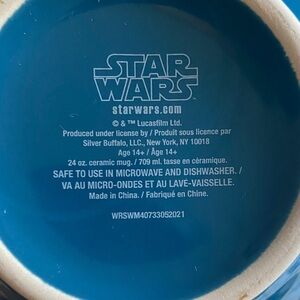 STAR
WARS
starwars.com
© & ™ Lucasfilm Ltd.
Produced under license by / Produit sous licence par
Silver Buffalo, LLC., New York, NY 10018
Age 14+ / Âge 14+
24 oz. ceramic mug. / 709 ml. tasse en céramique.
SAFE TO USE IN MICROWAVE AND DISHWASHER. /
VA AU MICRO-ONDES ET AU LAVE-VAISSELLE.
Made in China. / Fabriqué en Chine.
WRSWM40733052021